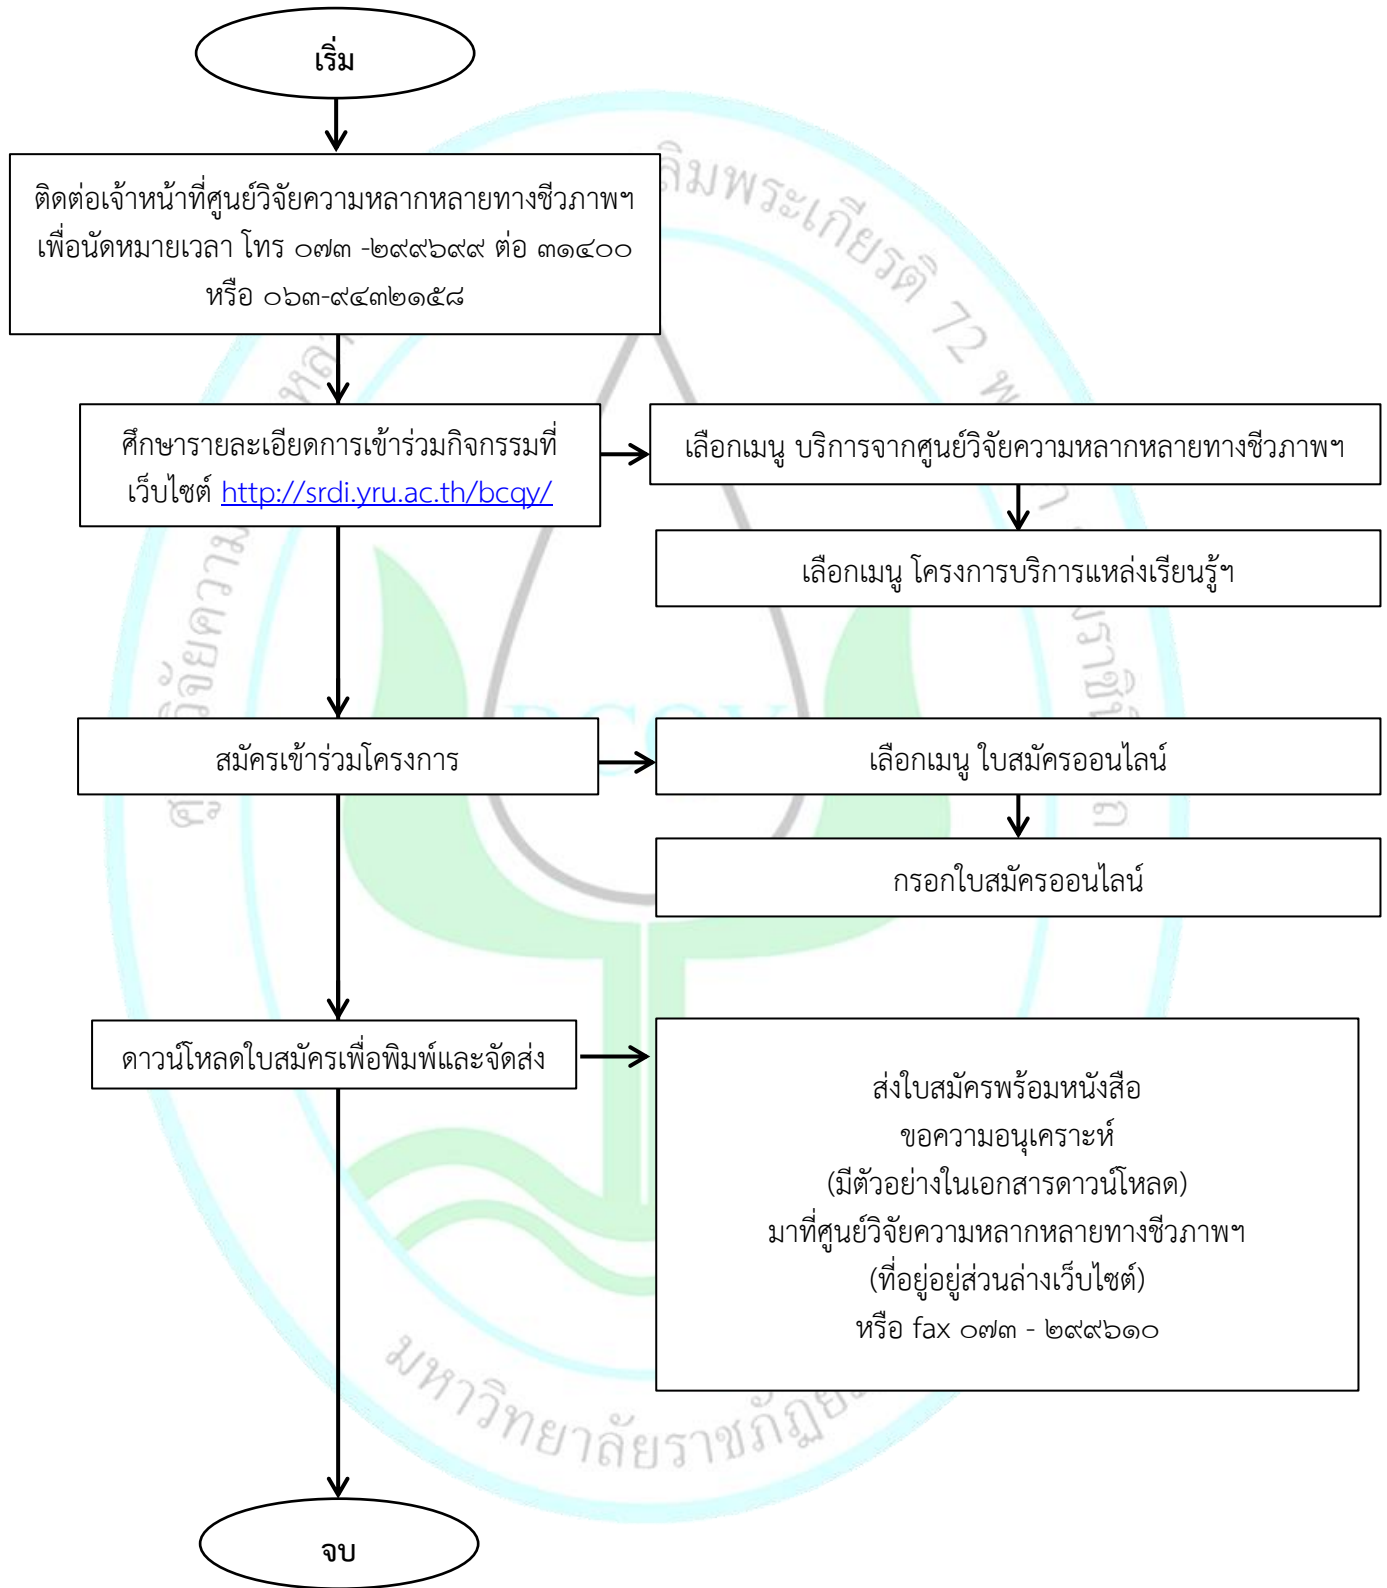 เริ่ม
ติดต่อเจ้าหน้าที่ศูนย์วิจัยความหลากหลายทางชีวภาพฯ
เพื่อนัดหมายเวลา โทร ๐๗๓ -๒๙๙๖๙๙ ต่อ ๓๑๔๐๐
หรือ ๐๖๓-๙๔๓๒๑๕๘
ศึกษารายละเอียดการเข้าร่วมกิจกรรมที่
เว็บไซต์ http://srdi.yru.ac.th/bcqy/
เลือกเมนู บริการจากศูนย์วิจัยความหลากหลายทางชีวภาพฯ
เลือกเมนู โครงการบริการแหล่งเรียนรู้ฯ
สมัครเข้าร่วมโครงการ
เลือกเมนู ใบสมัครออนไลน์
กรอกใบสมัครออนไลน์
ดาวน์โหลดใบสมัครเพื่อพิมพ์และจัดส่ง
ส่งใบสมัครพร้อมหนังสือ
ขอความอนุเคราะห์
(มีตัวอย่างในเอกสารดาวน์โหลด)
มาที่ศูนย์วิจัยความหลากหลายทางชีวภาพฯ
(ที่อยู่อยู่ส่วนล่างเว็บไซต์)
หรือ fax ๐๗๓ - ๒๙๙๖๑๐
จบ
มหาวิทยาลัยราชภัฏ